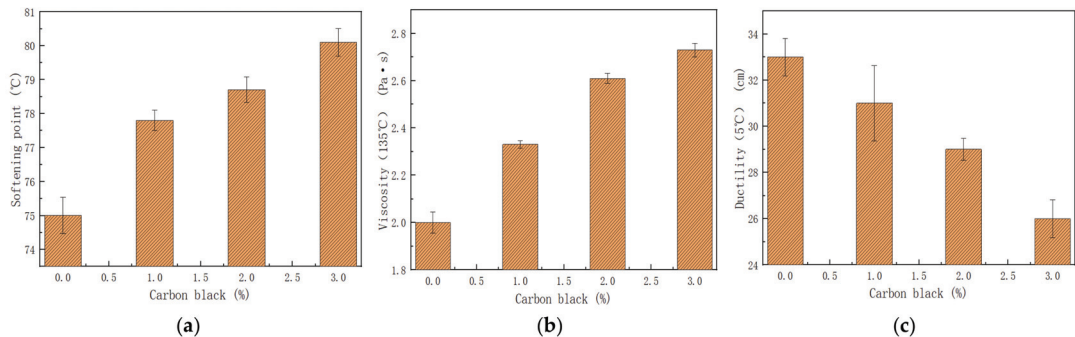 81
80
79
78
77
76
75
74
Softening point (℃)
0.0 0.5 1.0 1.5 2.0 2.5 3.0
Carbon black (%)
(a)
2.8
2.6
2.4
2.2
2.0
1.8
Viscosity (135℃) (Pa·s)
0.0 0.5 1.0 1.5 2.0 2.5 3.0
Carbon black (%)
(b)
33
32
30
29
27
26
24
Ductility (5℃) (cm)
0.0 0.5 1.0 1.5 2.0 2.5 3.0
Carbon black (%)
(c)